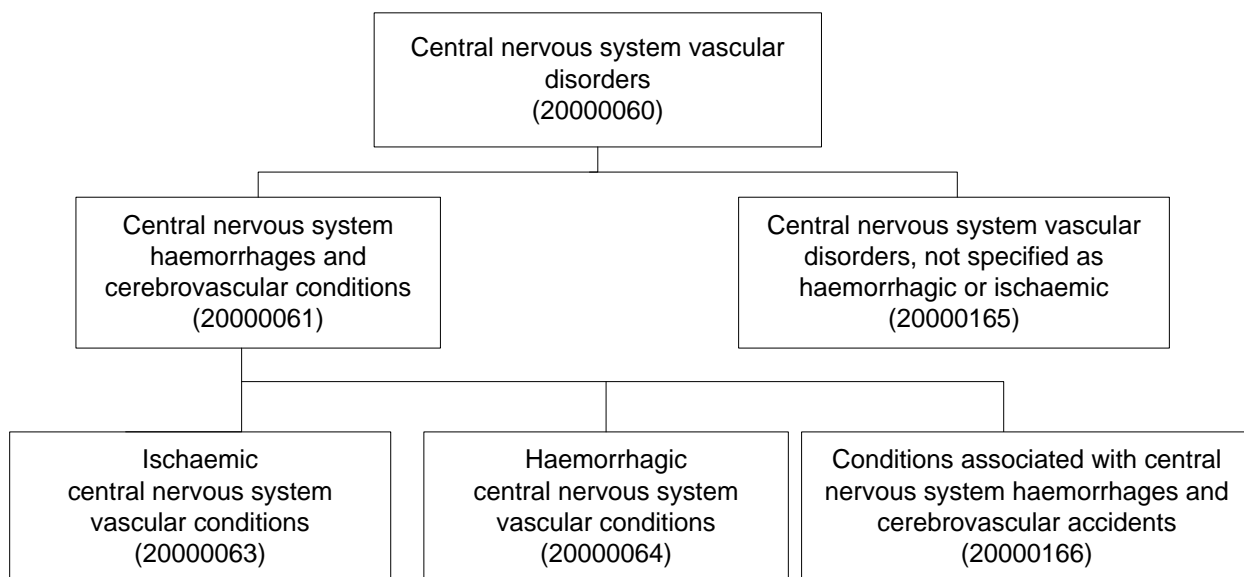 Central nervous system vascular
disorders
(20000060)
Central nervous system
haemorrhages and
cerebrovascular conditions
(20000061)
Central nervous system vascular
disorders, not specified as
haemorrhagic or ischaemic
(20000165)
Ischaemic
central nervous system
vascular conditions
(20000063)
Haemorrhagic
central nervous system
vascular conditions
(20000064)
Conditions associated with central
nervous system haemorrhages and
cerebrovascular accidents
(20000166)